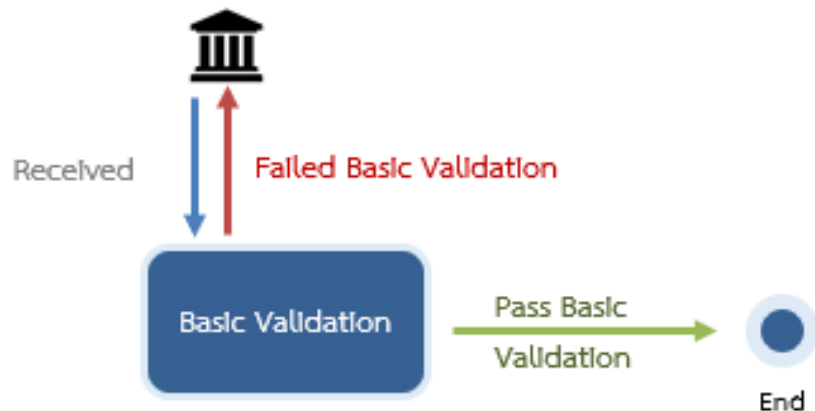 Received
Failed Basic Validation
Basic Validation
Pass Basic
Validation
End